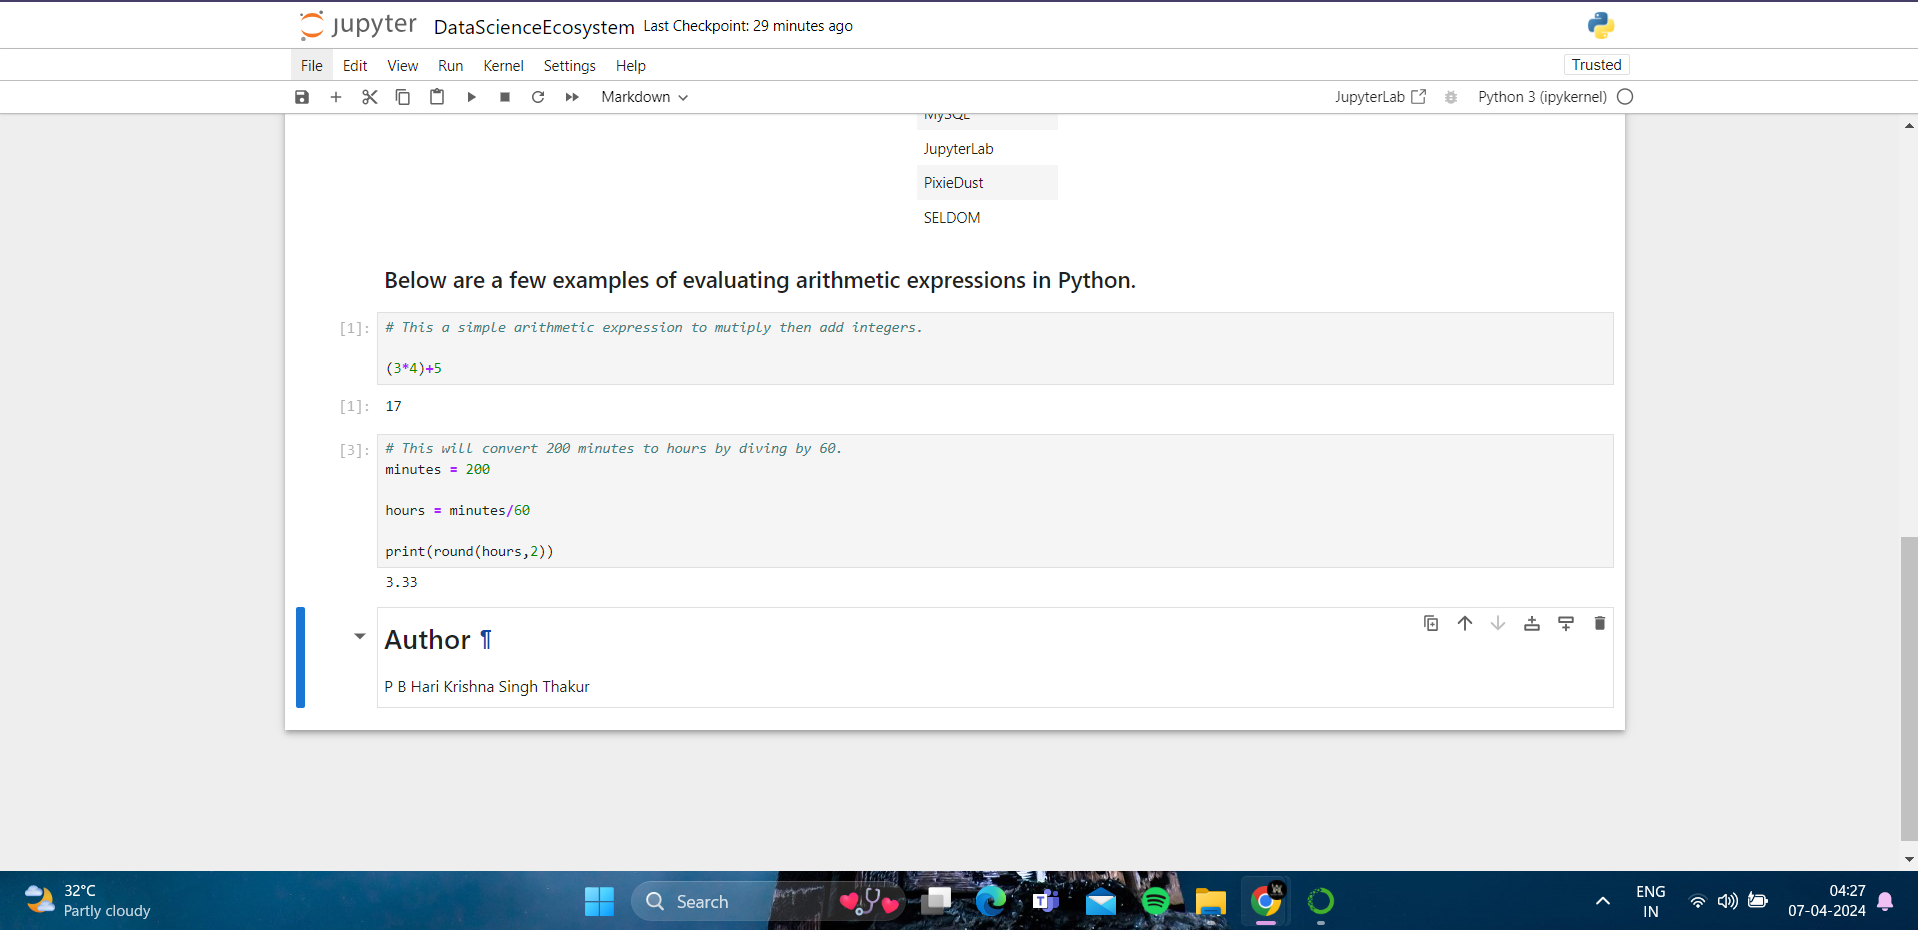 jupyter DataScienceEcosystem Last Checkpoint: 29 minutes ago
File Edit View Run Kernel Settings Help Trusted
Markdown JupyterLab Python 3 (ipykernel)
MySQL
JupyterLab
PixieDust
SELDOM
Below are a few examples of evaluating arithmetic expressions in Python.
[1]: # This a simple arithmetic expression to mutiply then add integers.
(3*4)+5
[1]: 17
[3]: # This will convert 200 minutes to hours by diving by 60.
minutes = 200
hours = minutes/60
print(round(hours,2))
3.33
Author ¶
P B Hari Krishna Singh Thakur
32°C
Partly cloudy
Search
ENG
IN
04:27
07-04-2024